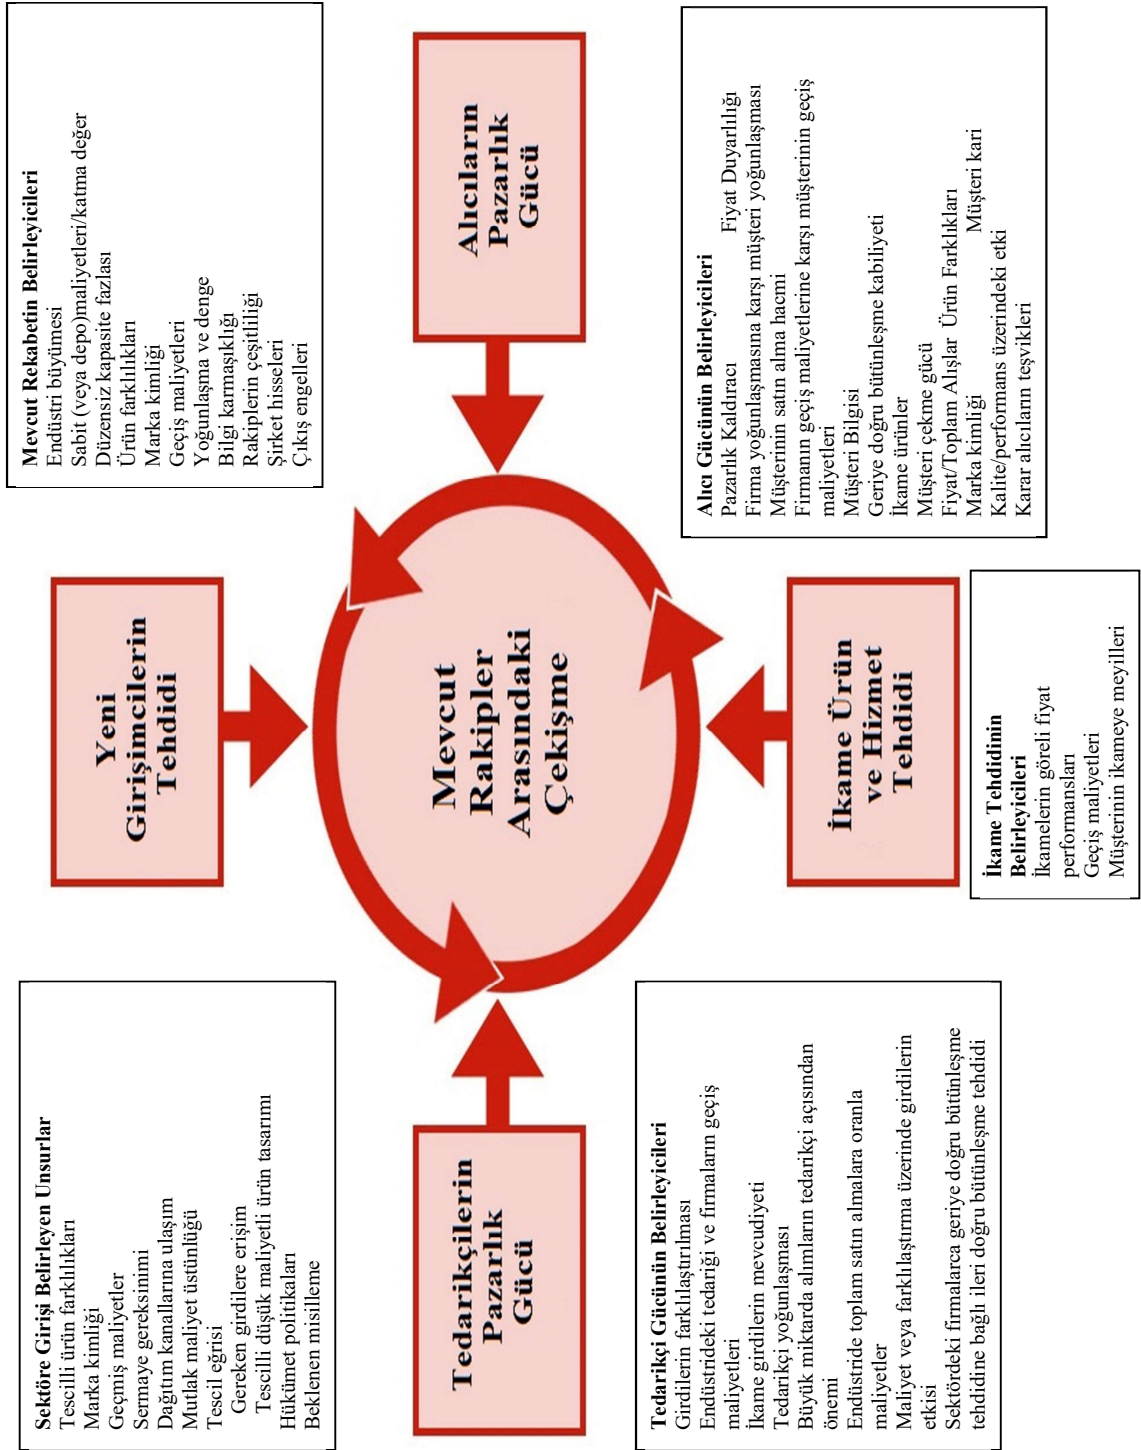 Sektöre Girişi Belirleyen Unsurlar
Tescilli ürün farklılıkları
Marka kimliği
Geçmiş maliyetler
Sermaye gereksinimi
Dağıtım kanallarına ulaşım
Mutlak maliyet üstünlüğü
Tescil eğrisi
Gereken girdilere erişim
Tescilli düşük maliyetli ürün tasarımı
Hükümet politikaları
Beklenen misilleme
Yeni
Girişimcilerin
Tehdidi
Mevcut Rekabetin Belirleyicileri
Endüstri büyümesi
Sabit (veya depo)maliyetleri/katma değer
Düzensiz kapasite fazlası
Ürün farklılıkları
Marka kimliği
Geçiş maliyetleri
Yoğunlaşma ve denge
Bilgi karmaşıklığı
Rakiplerin çeşitliliği
Şirket hisseleri
Çıkış engelleri
Tedarikçilerin
Pazarlık
Gücü
Mevcut
Rakipler
Arasındaki
Çekişme
Alıcıların
Pazarlık
Gücü
Tedarikçi Gücünün Belirleyicileri
Girdilerin farklılaştırılması
Endüstrideki tedariği ve firmaların geçiş
maliyetleri
İkame girdilerin mevcudiyeti
Tedarikçi yoğunlaşması
Büyük miktarda alımların tedarikçi açısından
önemi
Endüstride toplam satın almalara oranla
maliyetler
Maliyet veya farklılaştırma üzerinde girdilerin
etkisi
Sektördeki firmalarca geriye doğru bütünleşme
tehdidine bağlı ileri doğru bütünleşme tehdidi
İkame Ürün
ve Hizmet
Tehdidi
İkame Tehdidinin
Belirleyicileri
İkamelerin göreli fiyat
performansları
Geçiş maliyetleri
Müşterinin ikameye meyilleri
Alıcı Gücünün Belirleyicileri
Pazarlık Kaldıracı Fiyat Duyarlılığı
Firma yoğunlaşmasına karşı müşteri yoğunlaşması
Müşterinin satın alma hacmi
Firmanın geçiş maliyetlerine karşı müşterinin geçiş
maliyetleri
Müşteri Bilgisi
Geriye doğru bütünleşme kabiliyeti
İkame ürünler
Müşteri çekme gücü
Fiyat/Toplam Alışlar Ürün Farklıkları
Marka kimliği Müşteri kari
Kalite/performans üzerindeki etki
Karar alıcıların teşvikleri